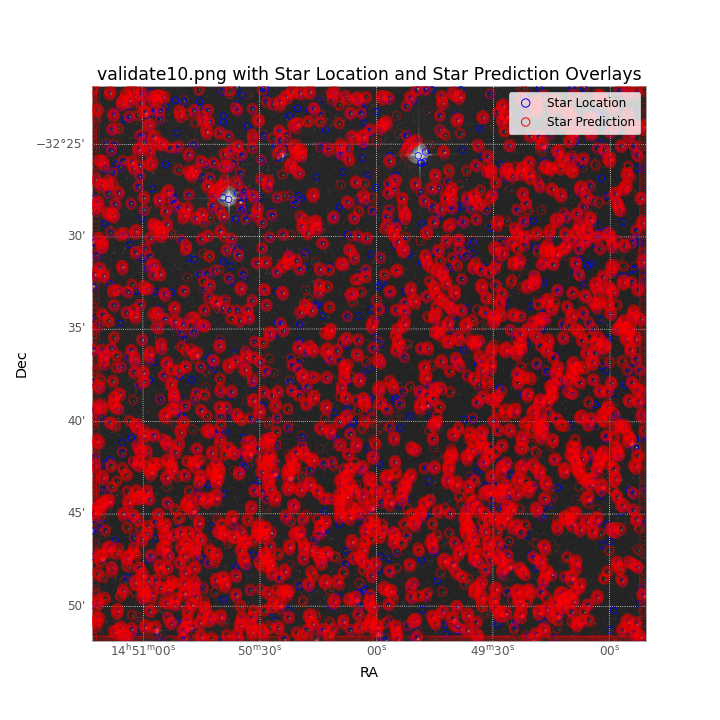 validate10.png with Star Location and Star Prediction Overlays
Star Location
Star Prediction
−32°25'
30'
35'
40'
45'
50'
Dec
14ʰ51ᵐ00ˢ
50ᵐ30ˢ
00ˢ
49ᵐ30ˢ
00ˢ
RA